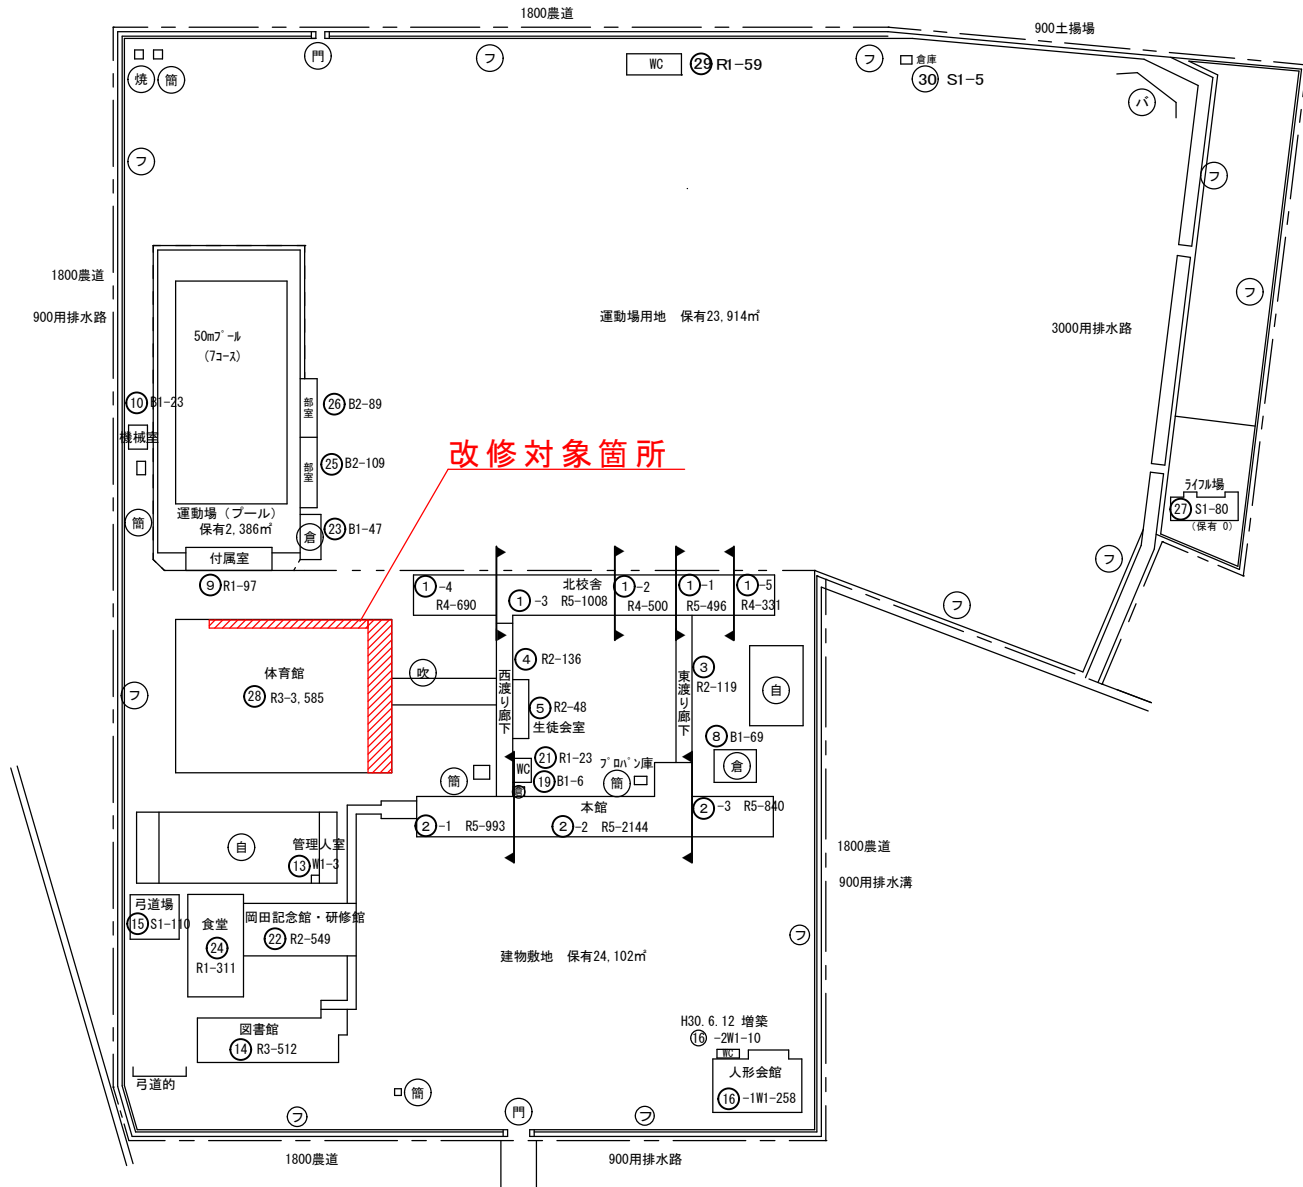 1800農道
900土揚場
門
フ
WC
29 R1-59
フ
倉庫
30 S1-5
バ
焼
簡
フ
フ
フ
1800農道
900用排水路
50mプール
(7コース)
運動場用地 保有23,914㎡
3000用排水路
10 B1-23
機械室
部室
26 B2-89
部室
25 B2-109
改修対象箇所
ライフル場
27 S1-80
(保有 0)
簡
運動場(プール)
保有2,386㎡
倉
23 B1-47
付属室
9 R1-97
フ
フ
北校舎
1-4
R4-690
1-3 R5-1008
1-2
R4-500
1-1
R5-496
1-5
R4-331
体育館
28 R3-3,585
フ
吹
西渡り廊下
4 R2-136
5 R2-48
生徒会室
東渡り廊下
3
R2-119
自
8 B1-69
倉
WC
21 R1-23
19 B1-6
倉
プロパン庫
簡
簡
本館
2-1 R5-993
2-2 R5-2144
2-3 R5-840
自
管理人室
13 W1-3
1800農道
900用排水溝
弓道場
15 S1-110
食堂
24
R1-311
岡田記念館・研修館
22 R2-549
建物敷地 保有24,102㎡
フ
図書館
14 R3-512
弓道的
H30.6.12 増築
16-2W1-10
WC
人形会館
16-1W1-258
簡
フ
門
フ
1800農道
900用排水路